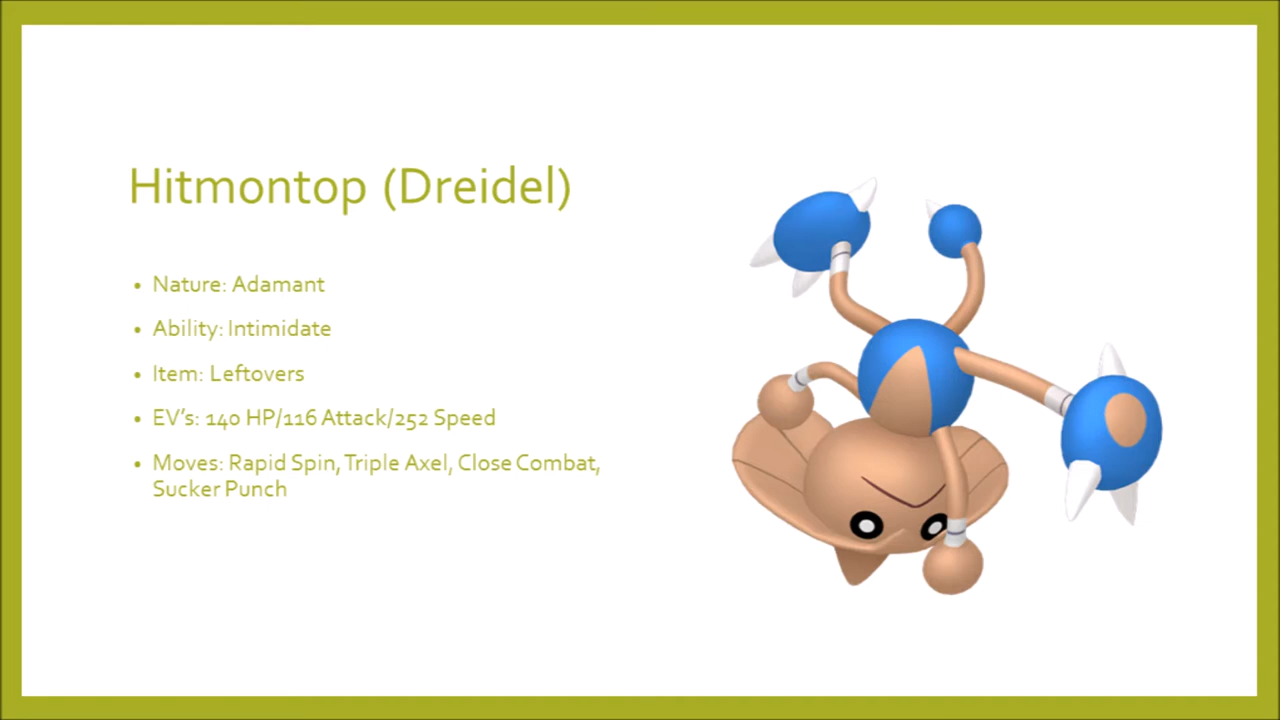 Hitmontop (Dreidel)
• Nature: Adamant
• Ability: Intimidate
• Item: Leftovers
• EV’s: 140 HP/116 Attack/252 Speed
• Moves: Rapid Spin, Triple Axel, Close Combat,
Sucker Punch